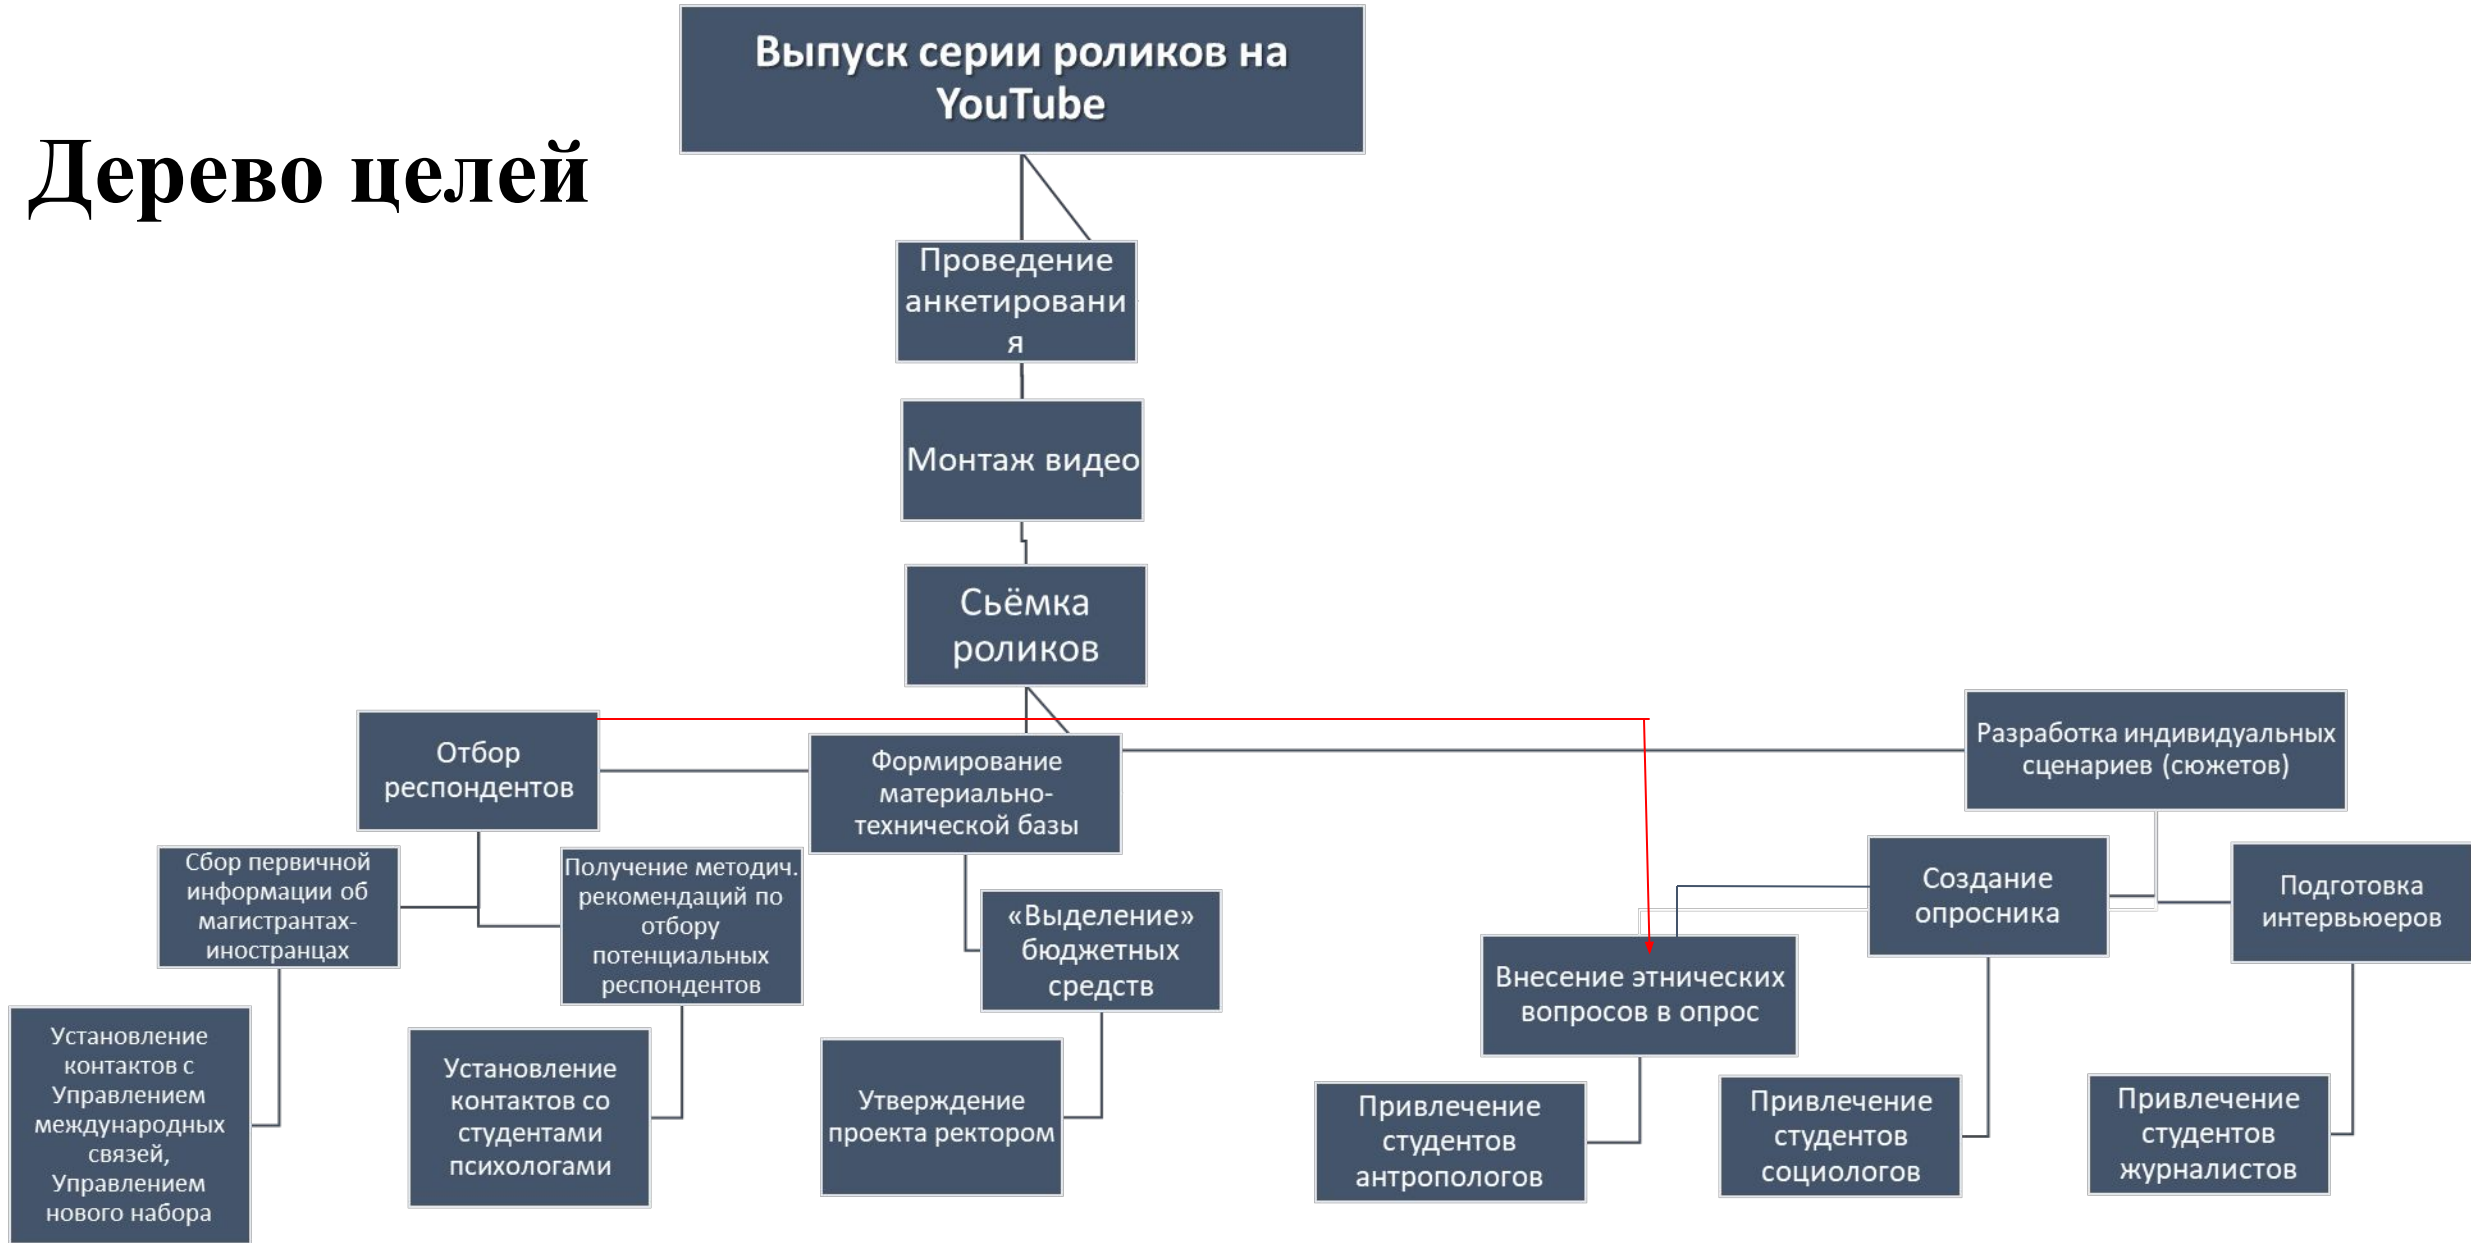 Выпуск серии роликов на
YouTube
Дерево целей
Проведение
анкетировани
я
Монтаж видео
Сьёмка
роликов
Отбор
респондентов
Формирование
материально-
технической базы
Разработка индивидуальных
сценариев (сюжетов)
Сбор первичной
информации об
магистрантах-
иностранцах
Получение методич.
рекомендаций по
отбору
потенциальных
респондентов
«Выделение»
бюджетных
средств
Внесение этнических
вопросов в опрос
Создание
опросника
Подготовка
интервьюеров
Установление
контактов с
Управлением
международных
связей,
Управлением
нового набора
Установление
контактов со
студентами
психологами
Утверждение
проекта ректором
Привлечение
студентов
антропологов
Привлечение
студентов
социологов
Привлечение
студентов
журналистов